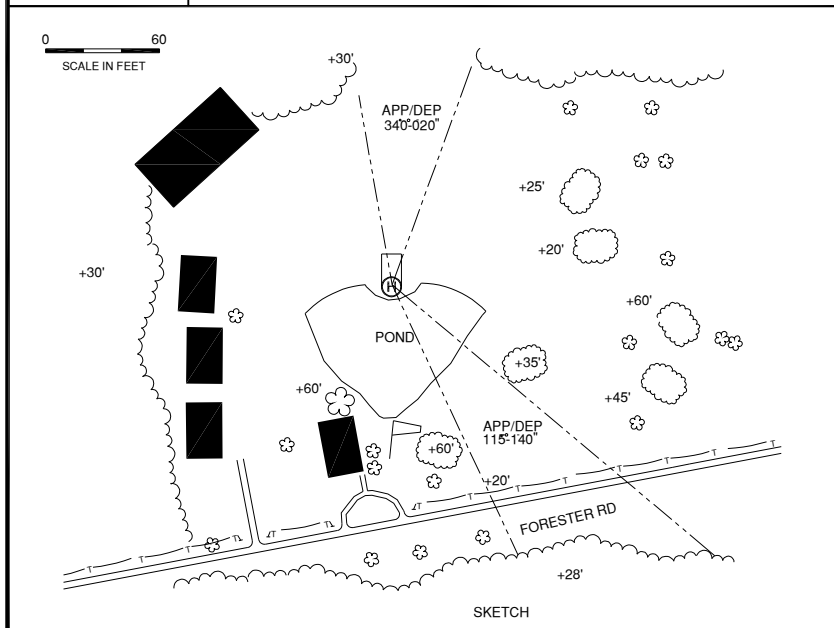 0 60
SCALE IN FEET
+30'
APP/DEP
340°-020°
+25'
+20'
+30'
H
+60'
POND
+35'
+60'
+45'
APP/DEP
115°-140°
+60'
+20'
T T T T T T T
FORESTER RD
T T T T T T
+28'
SKETCH